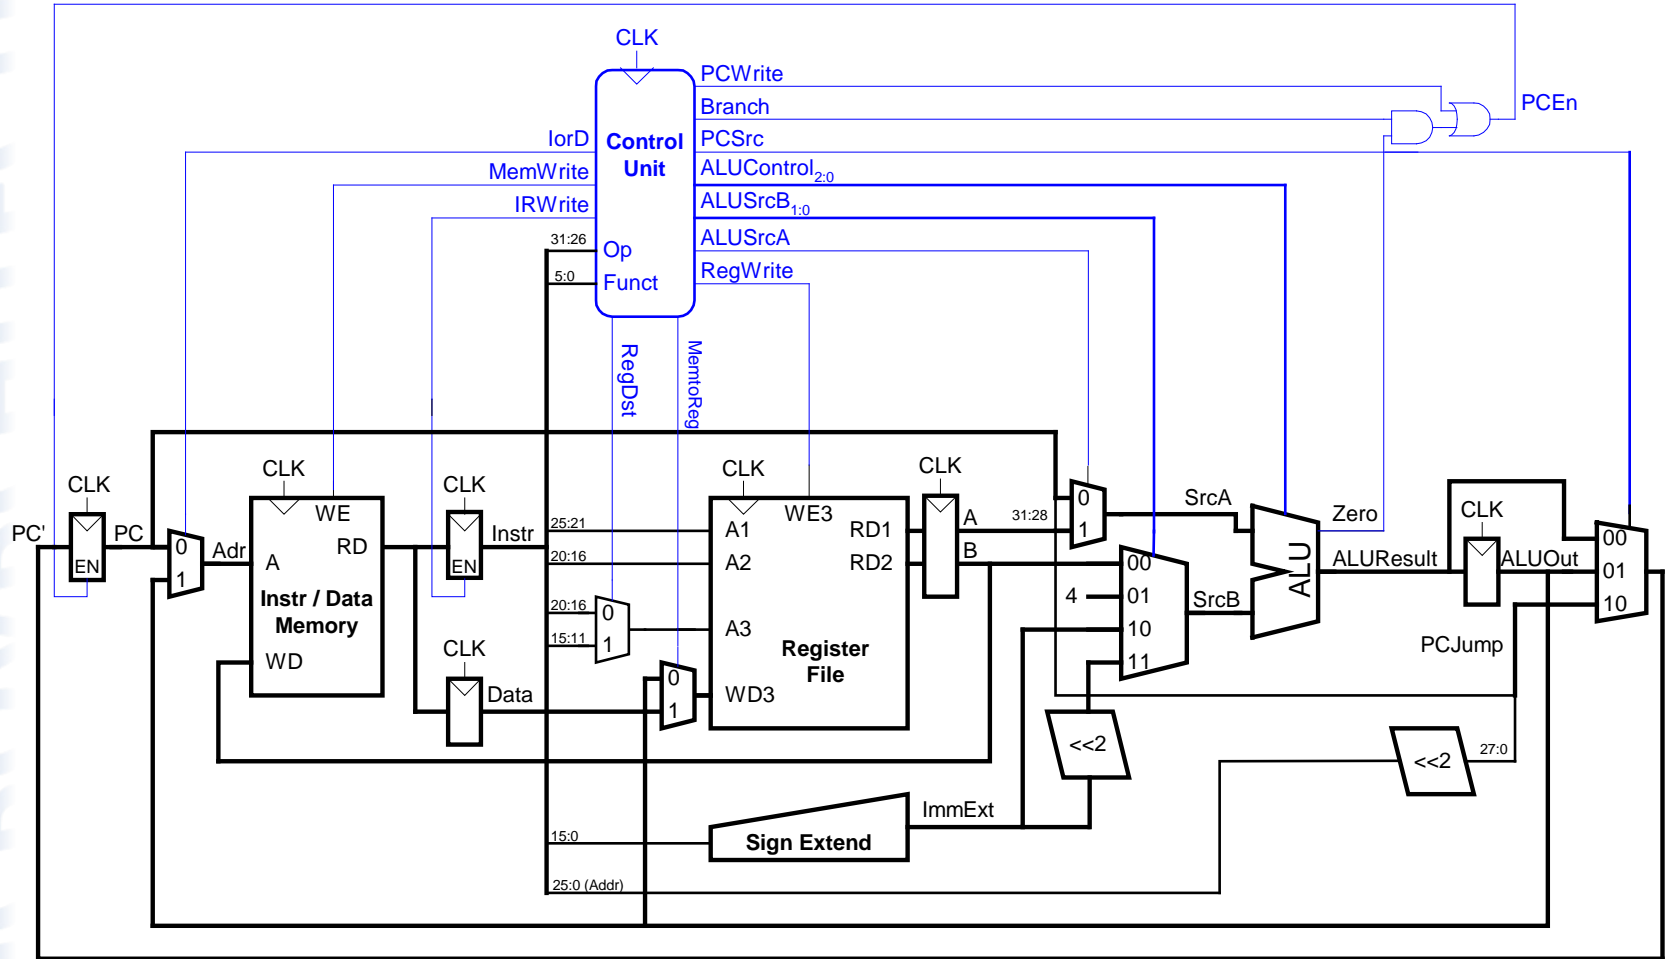 CLK
PCWrite
Branch
PCEn
IorD
Control
Unit
PCSrc
MemWrite
ALUControl2:0
IRWrite
ALUSrcB1:0
31:26
Op
ALUSrcA
5:0
Funct
RegWrite
RegDst
MemtoReg
CLK
CLK
CLK
CLK
CLK
CLK
PC'
PC
EN
0
1
Adr
WE
A
RD
Instr / Data
Memory
WD
EN
Instr
CLK
Data
25:21
20:16
20:16
15:11
0
1
0
1
A1
A2
A3
WD3
WE3
RD1
RD2
Register
File
A
B
31:28
0
1
SrcA
00
4
01
10
11
SrcB
ALU
Zero
ALUResult
ALUOut
00
01
10
PCJump
<<2
<<2
27:0
ImmExt
15:0
Sign Extend
25:0 (Addr)